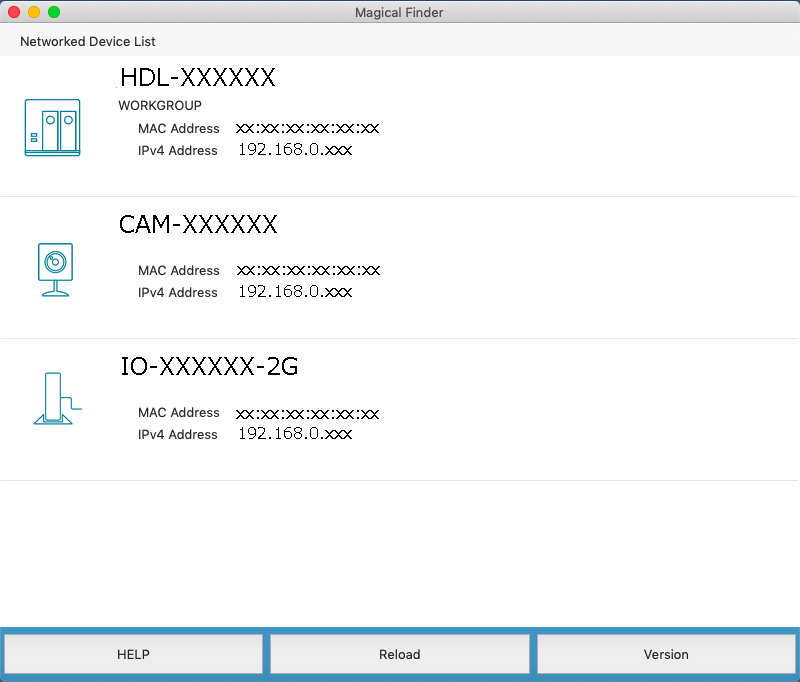 Magical Finder
Networked Device List
HDL-XXXXXX
WORKGROUP
MAC Address xx:xx:xx:xx:xx:xx
IPv4 Address 192.168.0.xxx
CAM-XXXXXX
MAC Address xx:xx:xx:xx:xx:xx
IPv4 Address 192.168.0.xxx
IO-XXXXXX-2G
MAC Address xx:xx:xx:xx:xx:xx
IPv4 Address 192.168.0.xxx
HELP Reload Version